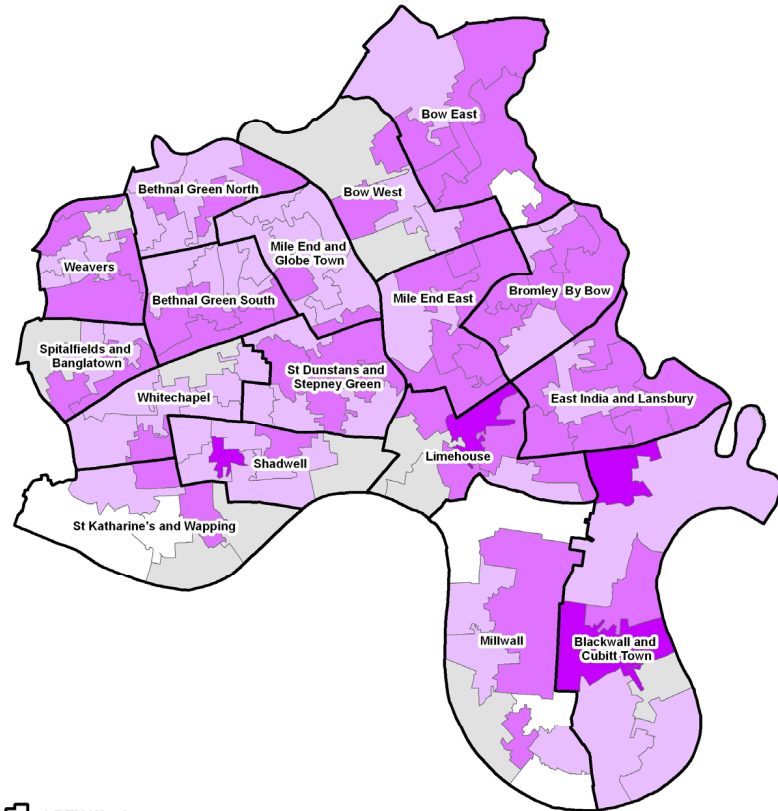 Bow East
Bethnal Green North
Bow West
Mile End and
Globe Town
Weavers
Bethnal Green South
Mile End East
Bromley By Bow
Spitalfields and
Banglatown
St Dunstans and
Stepney Green
Whitechapel
East India and Lansbury
Limehouse
Shadwell
St Katharine's and Wapping
Millwall
Blackwall and
Cubitt Town